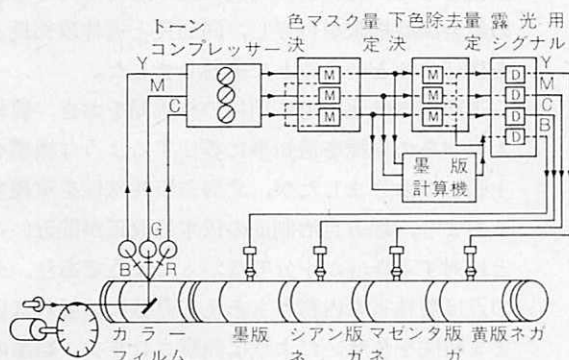 トーン
コンプレッサー
色マスク量
決　　　定
下色除去量
決　　　定
露光用
シグナル
Y
M
C
M
M
M
M
M
M
D
D
D
D
Y
M
C
B
墨版
計算機
G
B
R
カラー
フィルム
墨版
シアン版
ネガ
マゼンタ版
ネガ
黄版ネガ